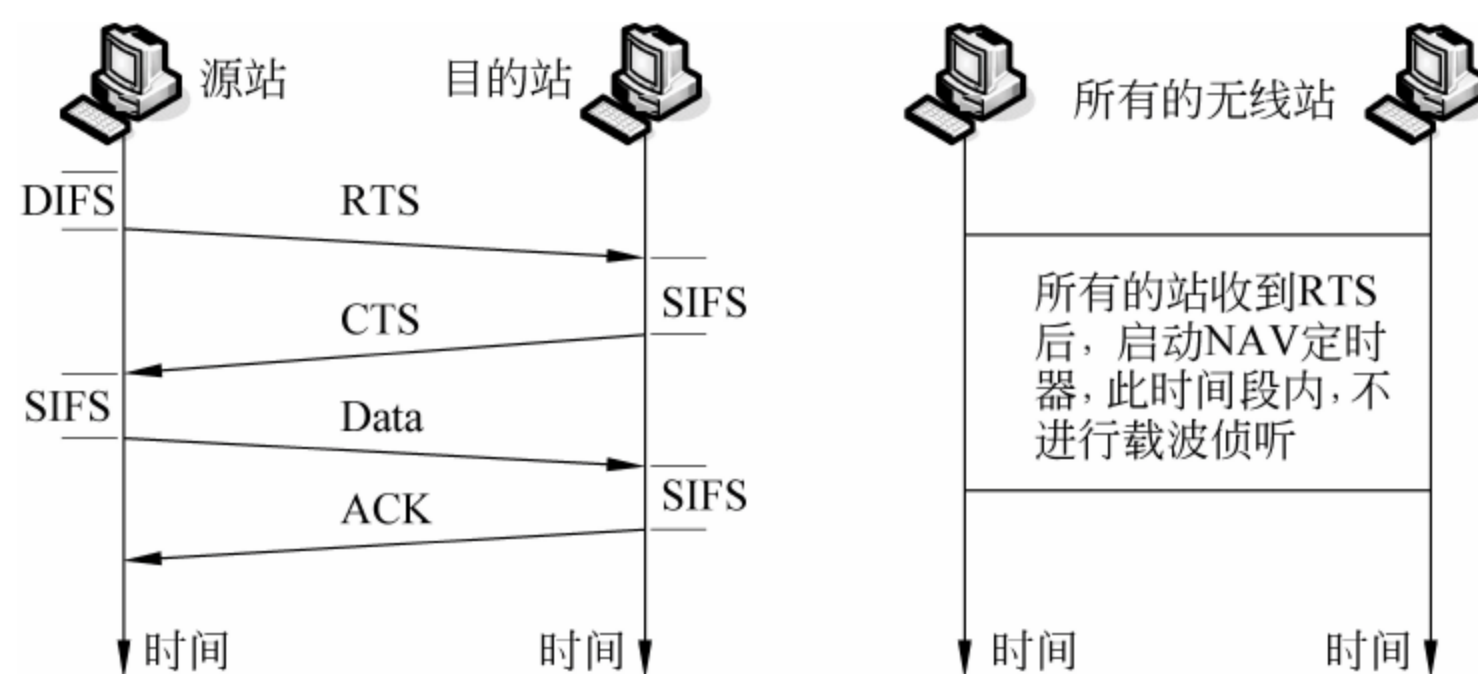 源站
目的站
所有的无线站
DIFS
RTS
SIFS
CTS
SIFS
Data
SIFS
ACK
所有的站收到RTS
后，启动NAV定时
器，此时间段内，不
进行载波侦听
时间
时间
时间
时间